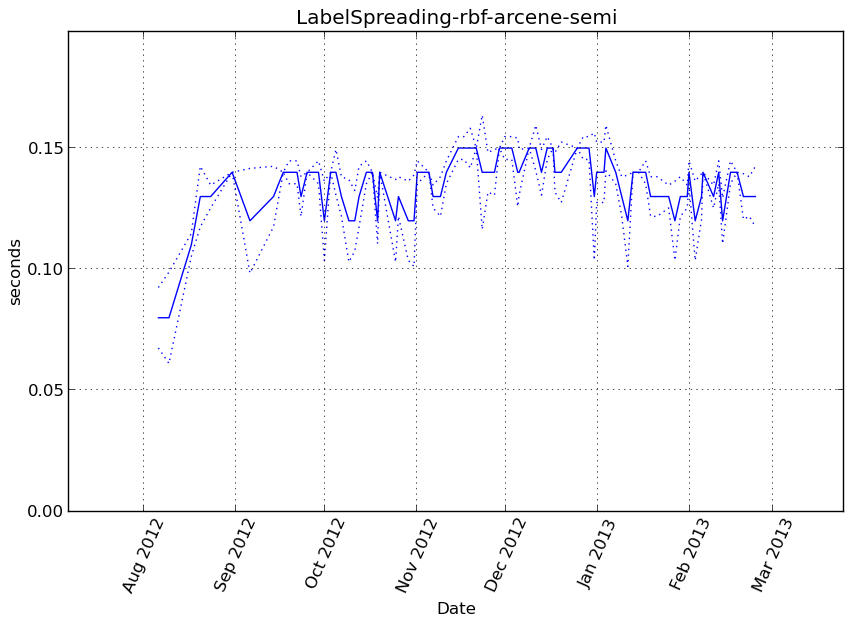 LabelSpreading-rbf-arcene-semi
seconds
0.15
0.10
0.05
0.00
Aug 2012
Sep 2012
Oct 2012
Nov 2012
Dec 2012
Jan 2013
Feb 2013
Mar 2013
Date